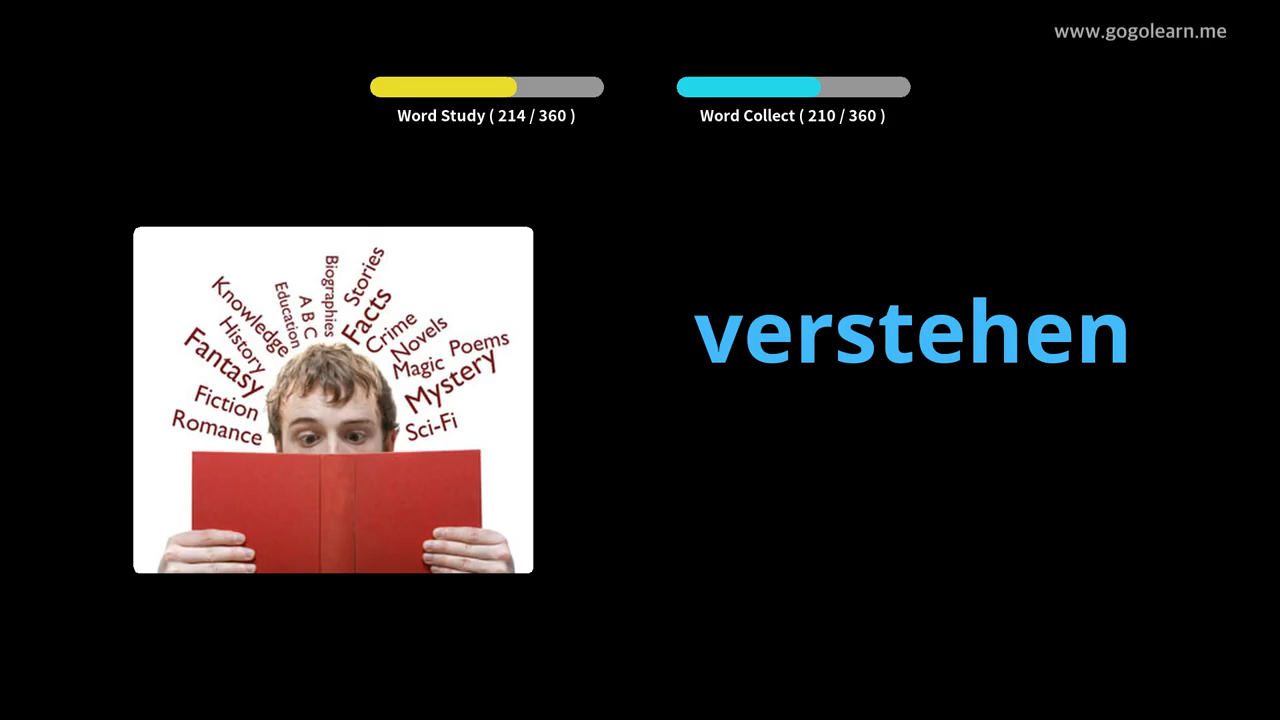 www.gogolearn.me
Word Study ( 214 / 360 )
Word Collect ( 210 / 360 )
verstehen
Romance
Fiction
Fantasy
History
Knowledge
Education
A B C
Biographies
Stories
Facts
Crime
Novels
Magic
Poems
Mystery
Sci-Fi